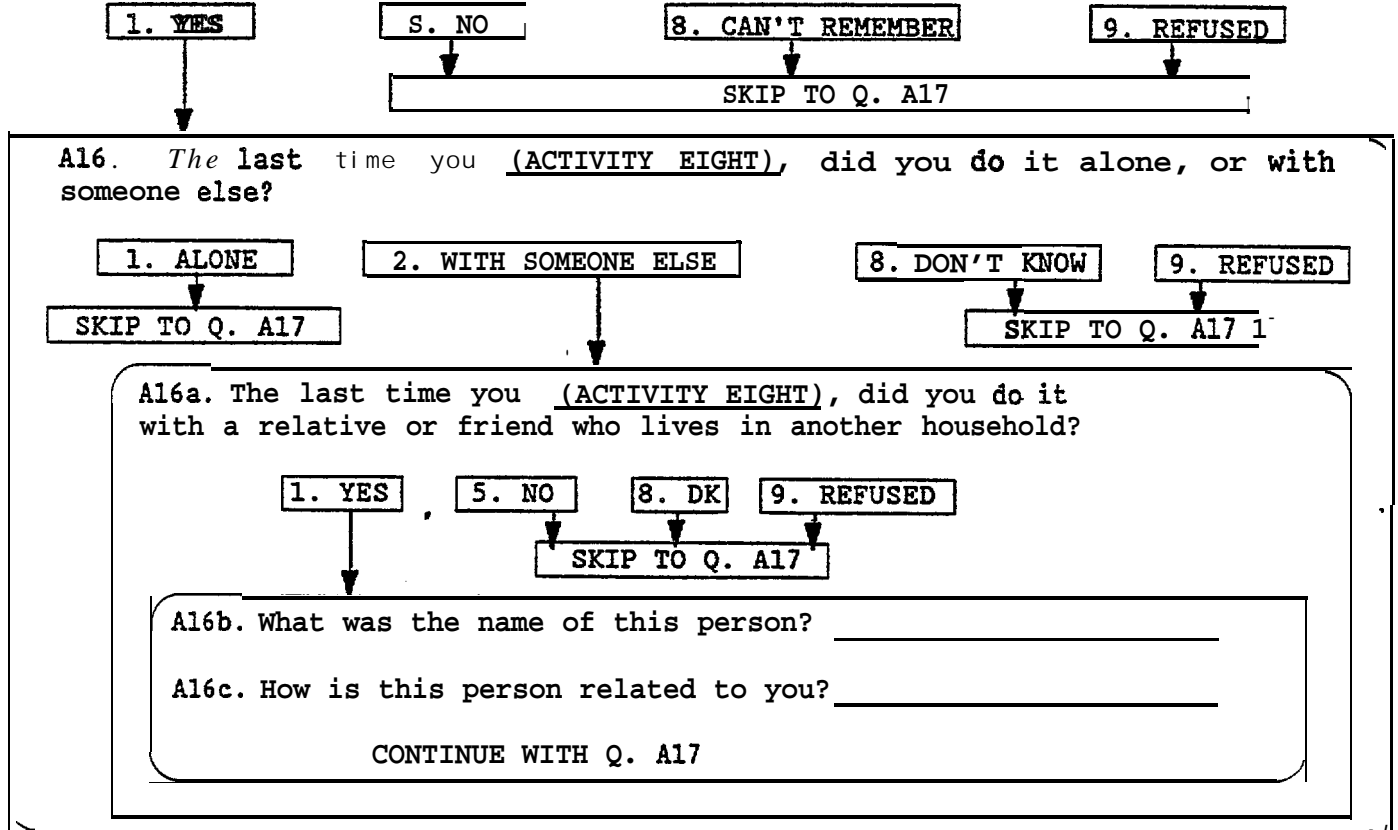 1. YES S. NO 8. CAN'T REMEMBER 9. REFUSED
SKIP TO Q. A17
A16. The last time you (ACTIVITY EIGHT), did you do it alone, or with
someone else?
1. ALONE 2. WITH SOMEONE ELSE 8. DON'T KNOW 9. REFUSED
SKIP TO Q. A17 SKIP TO Q. A17 1
A16a. The last time you (ACTIVITY EIGHT), did you do it
with a relative or friend who lives in another household?
1. YES 5. NO 8. DK 9. REFUSED
SKIP TO Q. A17
A16b. What was the name of this person?
A16c. How is this person related to you?
CONTINUE WITH Q. A17